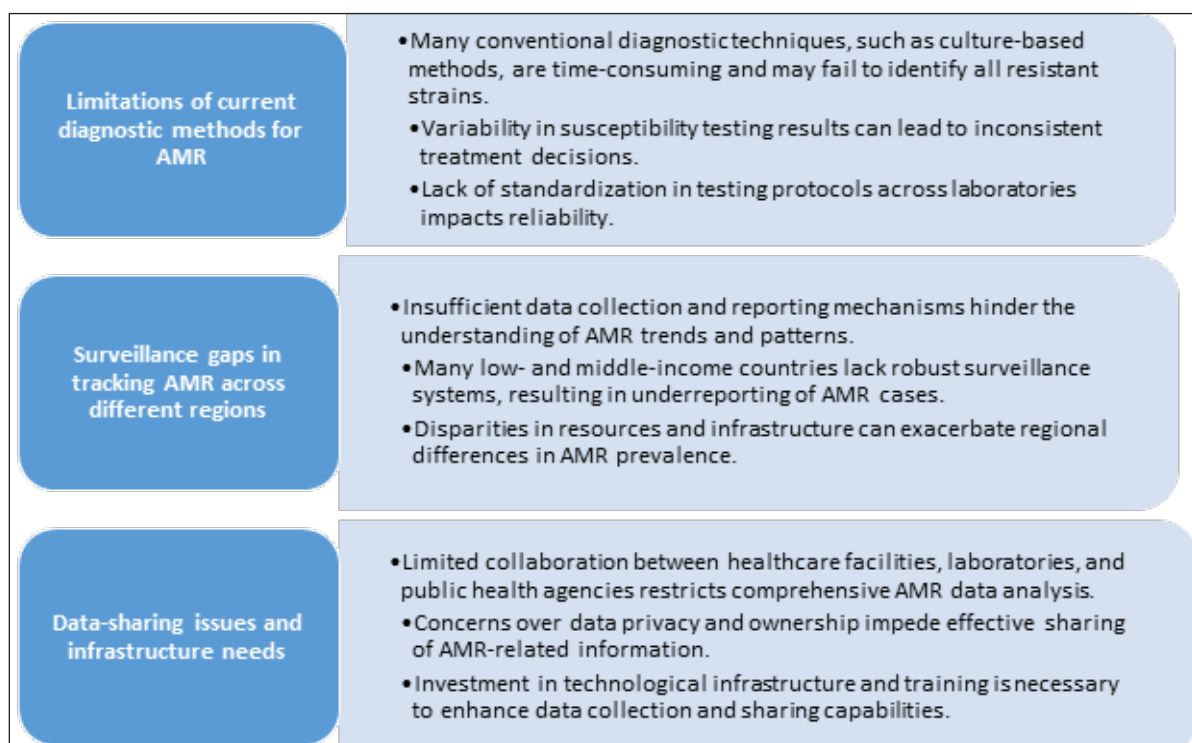 Limitations of current
diagnostic methods for
AMR
•Many conventional diagnostic techniques, such as culture-based
methods, are time-consuming and may fail to identify all resistant
strains.
•Variability in susceptibility testing results can lead to inconsistent
treatment decisions.
•Lack of standardization in testing protocols across laboratories
impacts reliability.
Surveillance gaps in
tracking AMR across
different regions
•Insufficient data collection and reporting mechanisms hinder the
understanding of AMR trends and patterns.
•Many low- and middle-income countries lack robust surveillance
systems, resulting in underreporting of AMR cases.
•Disparities in resources and infrastructure can exacerbate regional
differences in AMR prevalence.
Data-sharing issues and
infrastructure needs
•Limited collaboration between healthcare facilities, laboratories, and
public health agencies restricts comprehensive AMR data analysis.
•Concerns over data privacy and ownership impede effective sharing
of AMR-related information.
•Investment in technological infrastructure and training is necessary
to enhance data collection and sharing capabilities.